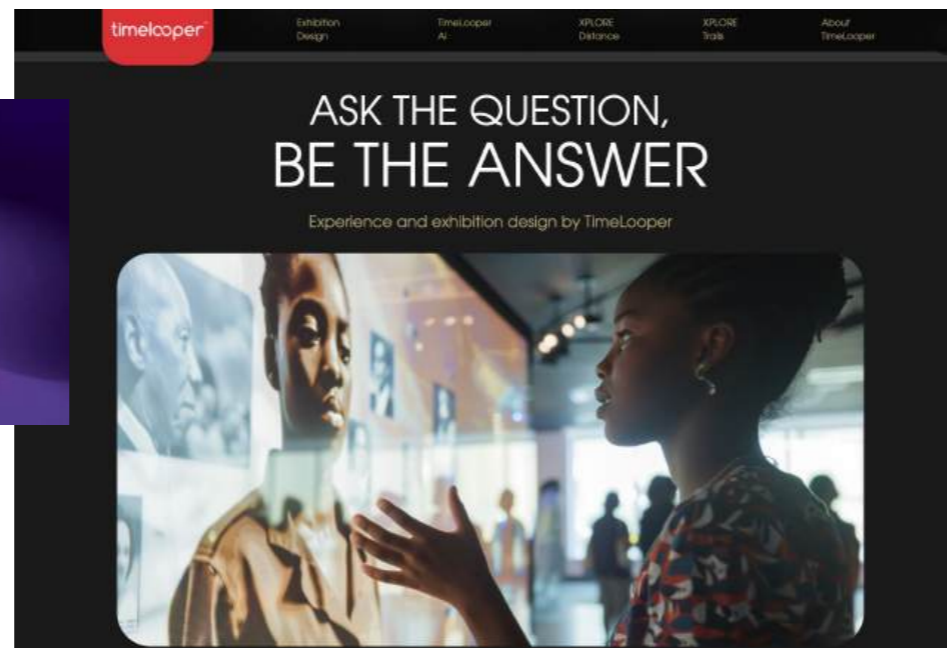 timelooper
Exhibition
Design
TimeLooper
AI
XPLORE
Distance
XPLORE
Trails
About
TimeLooper
ASK THE QUESTION,
BE THE ANSWER
Experience and exhibition design by TimeLooper